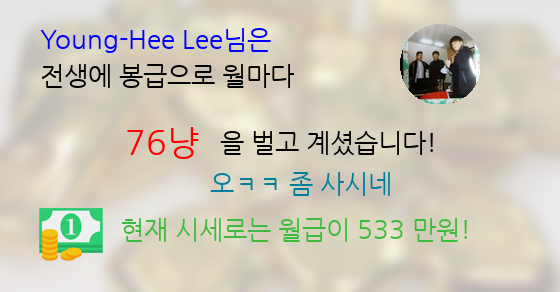 Young-Hee Lee님은
전생에 봉급으로 월마다
76냥 을 벌고 계셨습니다!
오ㅋㅋ 좀 사시네
1
현재 시세로는 월급이 533 만원!